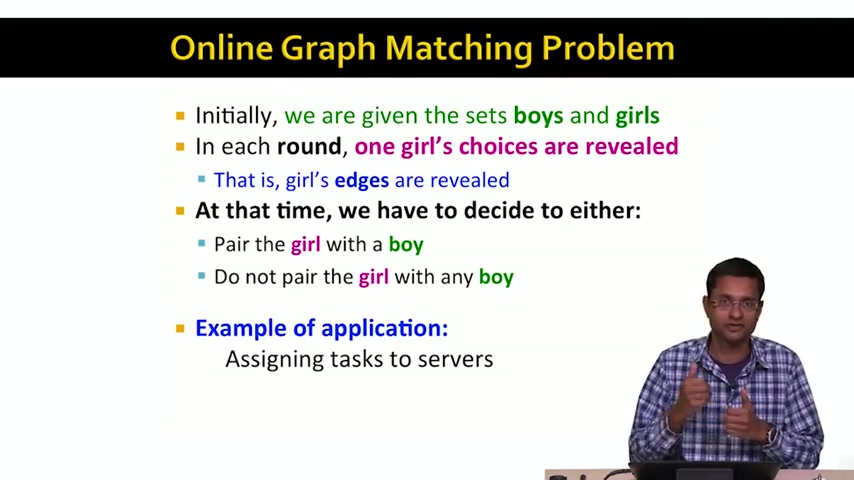 Online Graph Matching Problem
Initially, we are given the sets boys and girls
In each round, one girl's choices are revealed
That is, girl's edges are revealed
At that time, we have to decide to either:
Pair the girl with a boy
Do not pair the girl with any boy
Example of application:
Assigning tasks to servers